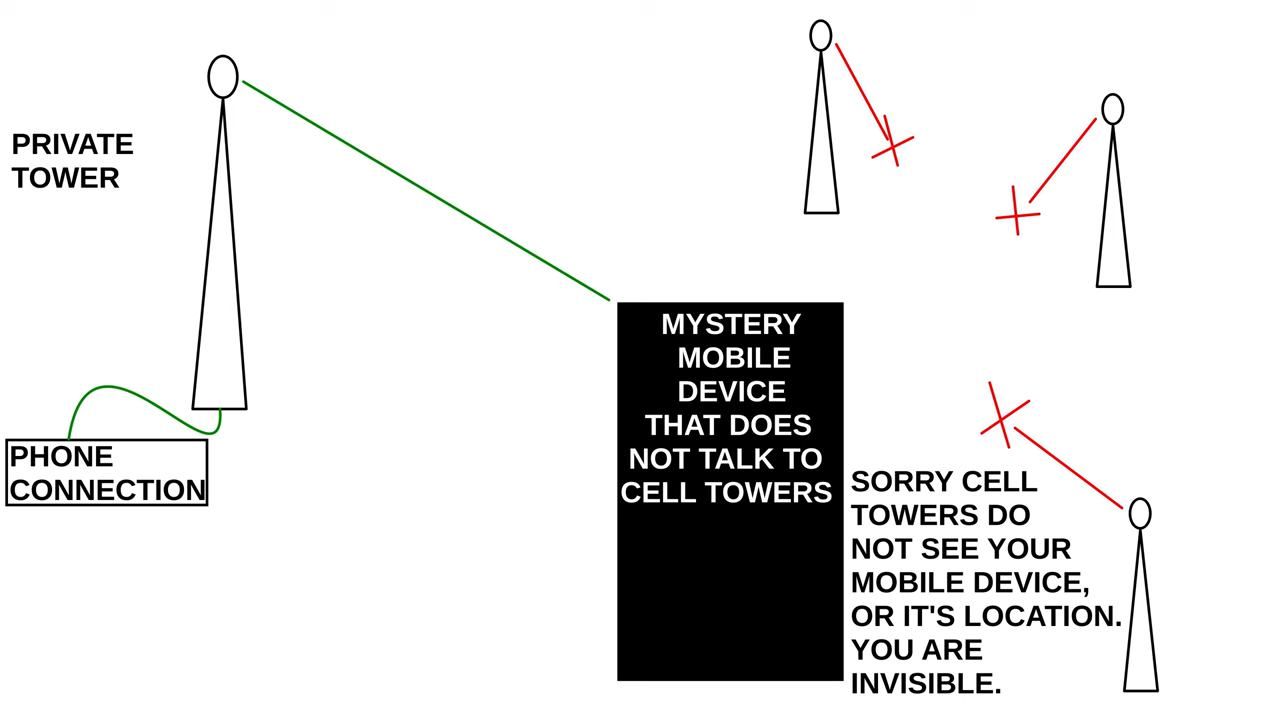 PRIVATE
TOWER
PHONE
CONNECTION
MYSTERY
MOBILE
DEVICE
THAT DOES
NOT TALK TO
CELL TOWERS
SORRY CELL
TOWERS DO
NOT SEE YOUR
MOBILE DEVICE,
OR IT'S LOCATION.
YOU ARE
INVISIBLE.